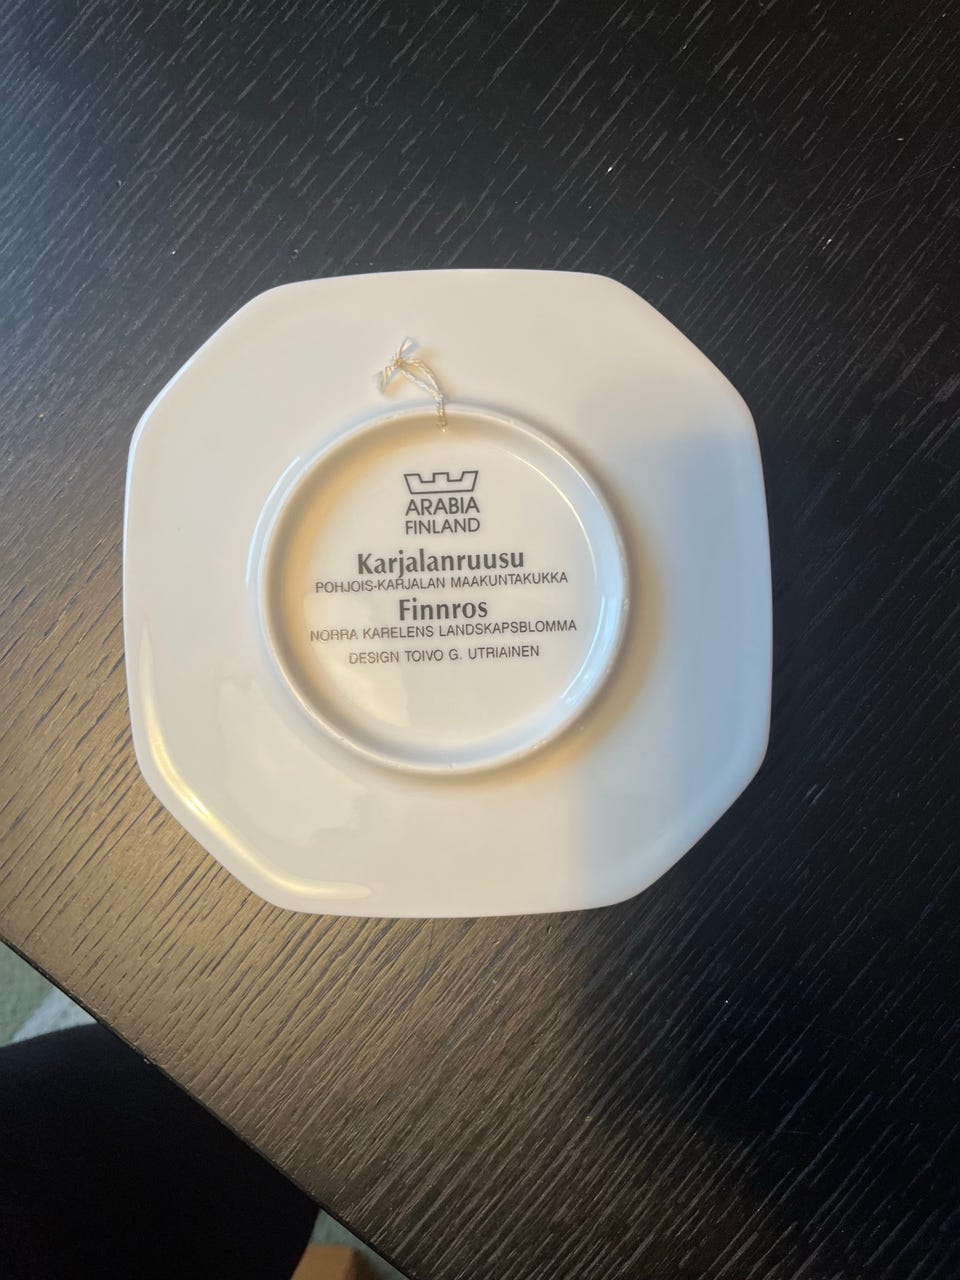 ARABIA
FINLAND
Karjalanruusu
POHJOIS-KARJALAN MAAKUNTAKUKKA
Finnros
NORRA KARELENS LANDSKAPSBLOMMA
DESIGN TOIVO G. UTRIAINEN